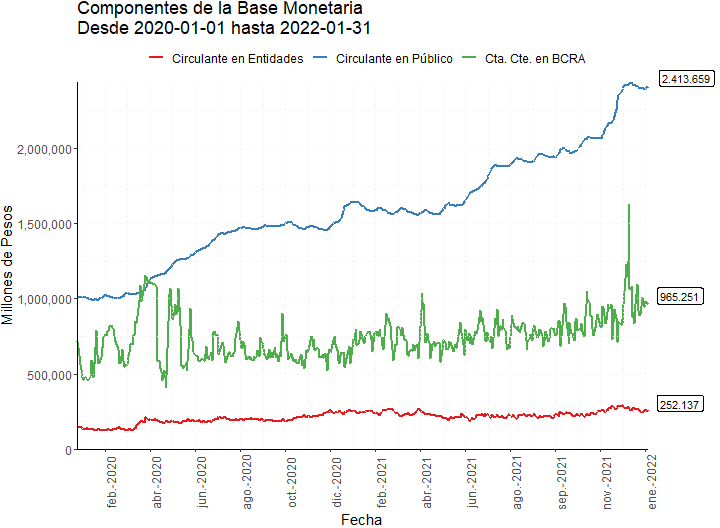 Componentes de la Base Monetaria
Desde 2020-01-01 hasta 2022-01-31
Circulante en Entidades Circulante en Público Cta. Cte. en BCRA
2.413.659
2,000,000
1,500,000
1,000,000
965.251
500,000
252.137
0
Millones de Pesos
feb.-2020 abr.-2020 jun.-2020 ago.-2020 oct.-2020 dic.-2020 feb.-2021 abr.-2021 jun.-2021 ago.-2021 sep.-2021 nov.-2021 ene.-2022
Fecha